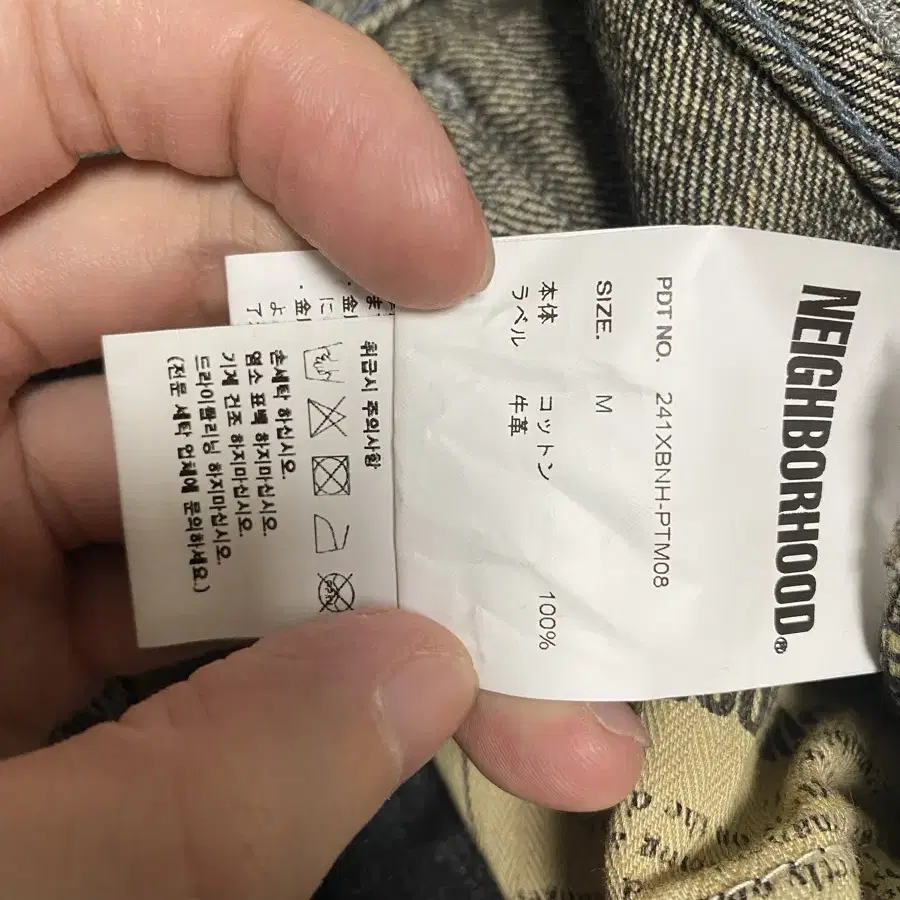 NEIGHBORHOOD®
PDT NO. 241XBNH-PTM08
SIZE. M
本体 コットン 100%
ラベル 牛革
취급시 주의사항
손세탁 하십시오.
염소 표백 하지마십시오.
기계 건조 하지마십시오.
드라이클리닝 하지마십시오.
(전문 세탁 업체에 문의하세요.)